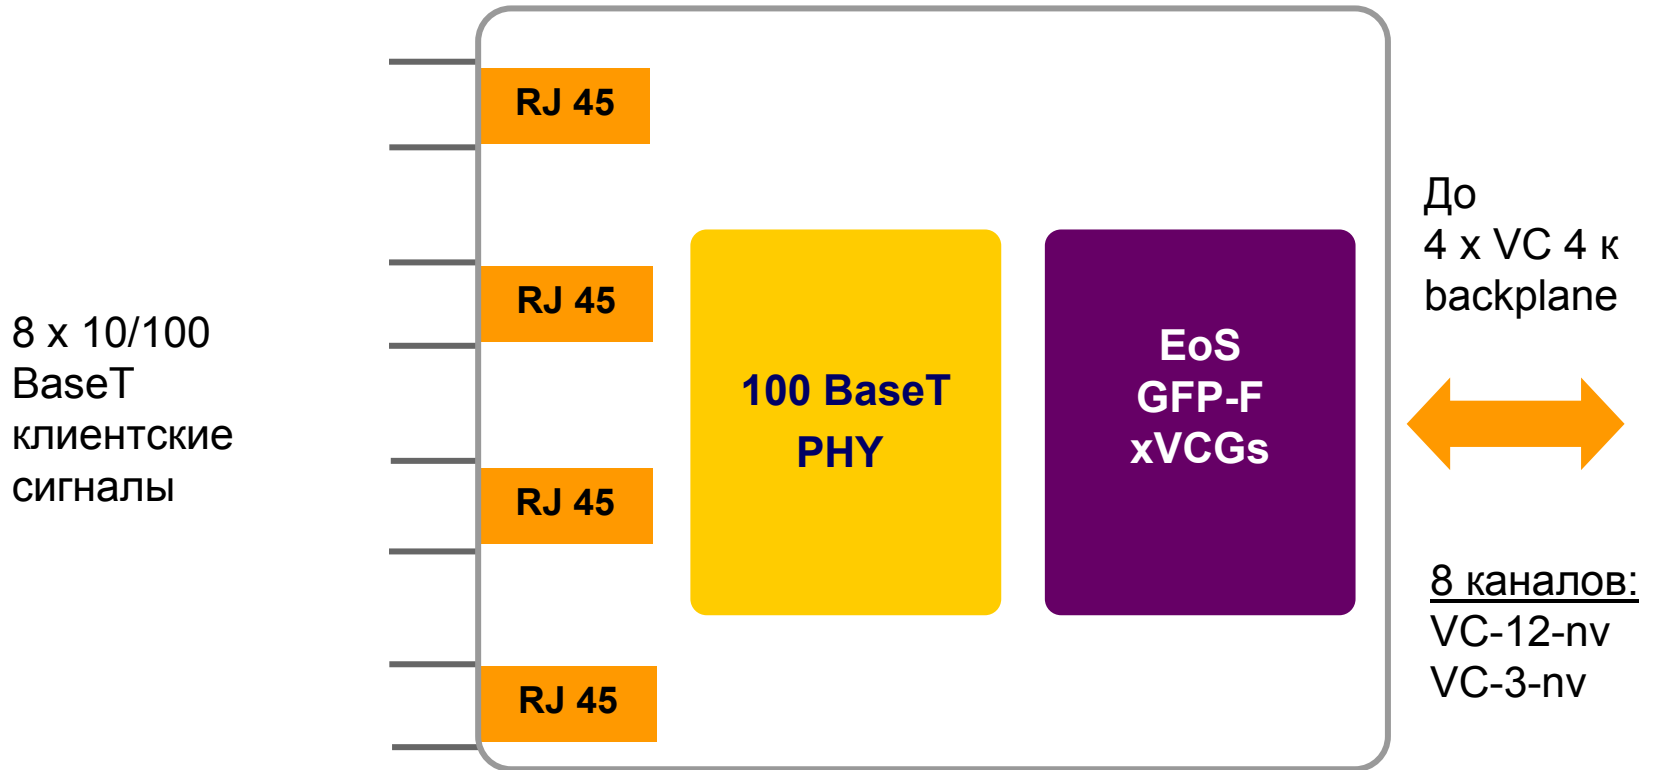 8 x 10/100
BaseT
клиентские
сигналы
RJ 45
RJ 45
RJ 45
RJ 45
100 BaseT
PHY
EoS
GFP-F
xVCGs
До
4 x VC 4 к
backplane
8 каналов:
VC-12-nv
VC-3-nv